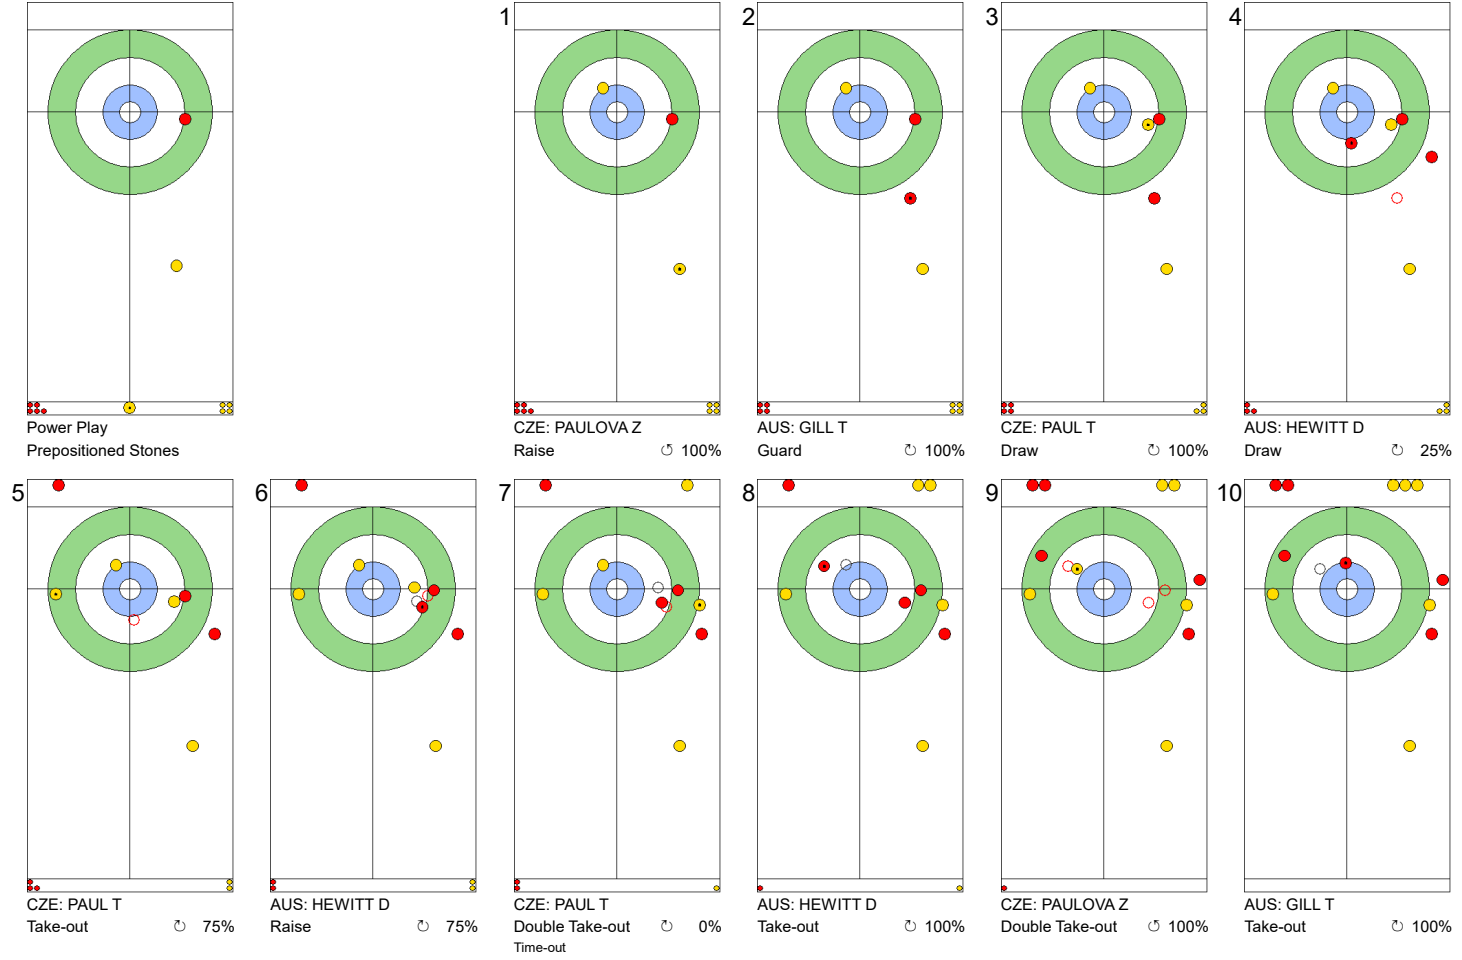 Power Play
Prepositioned Stones
1
CZE: PAULOVA Z
Raise ↺ 100%
2
AUS: GILL T
Guard ↻ 100%
3
CZE: PAUL T
Draw ↻ 100%
4
AUS: HEWITT D
Draw ↻ 25%
5
CZE: PAUL T
Take-out ↻ 75%
6
AUS: HEWITT D
Raise ↻ 75%
7
CZE: PAUL T
Double Take-out ↻ 0%
Time-out
8
AUS: HEWITT D
Take-out ↻ 100%
9
CZE: PAULOVA Z
Double Take-out ↺ 100%
10
AUS: GILL T
Take-out ↻ 100%